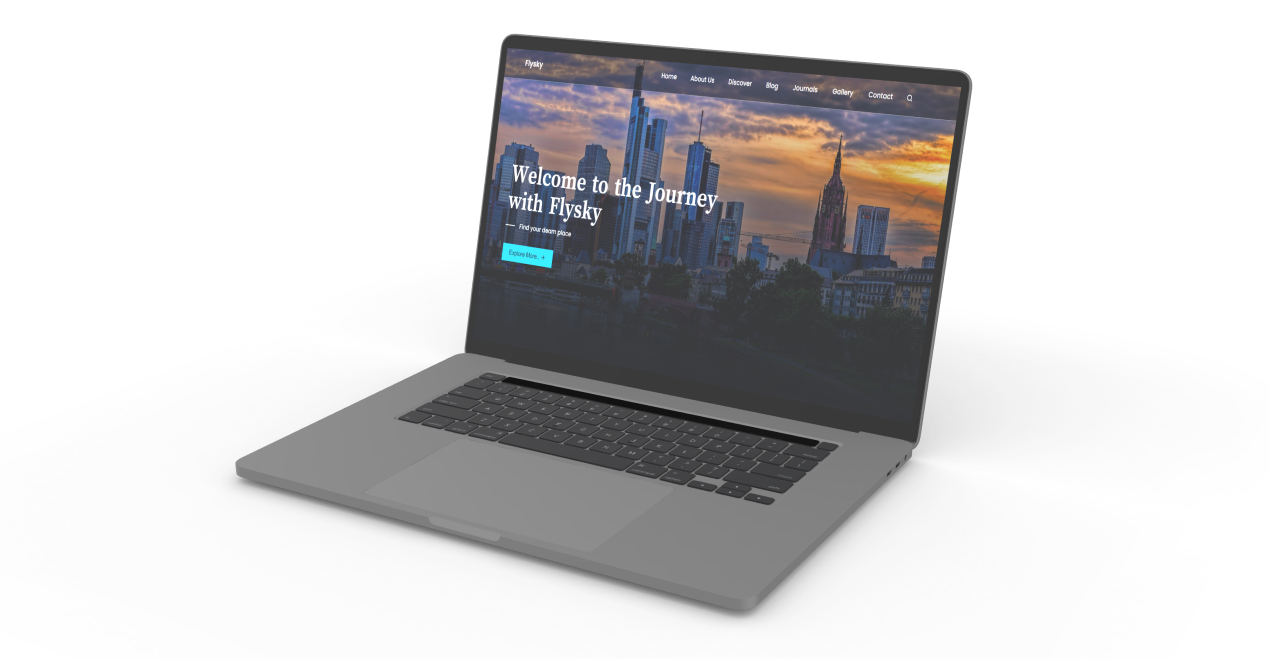 Flysky
Home About Us Discover Blog Journals Gallery Contact
Welcome to the Journey
with Flysky
Find your deam place
Explore More..